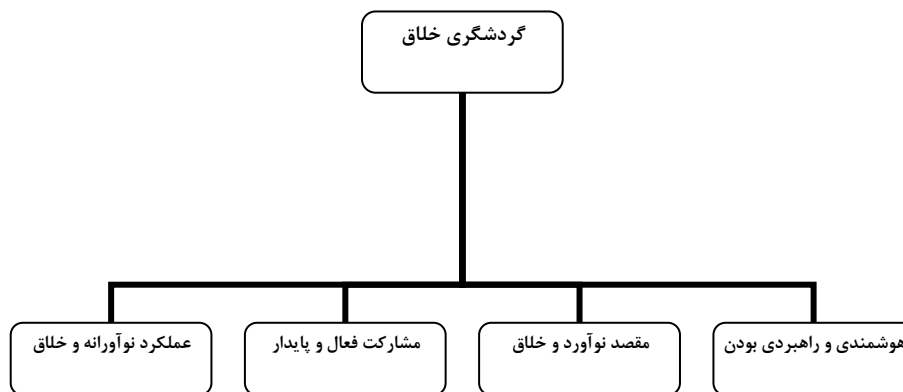 گردشگری خلاق
هوشمندی و راهبردی بودن
مقصد نوآورد و خلاق
مشارکت فعال و پایدار
عملکرد نوآورانه و خلاق